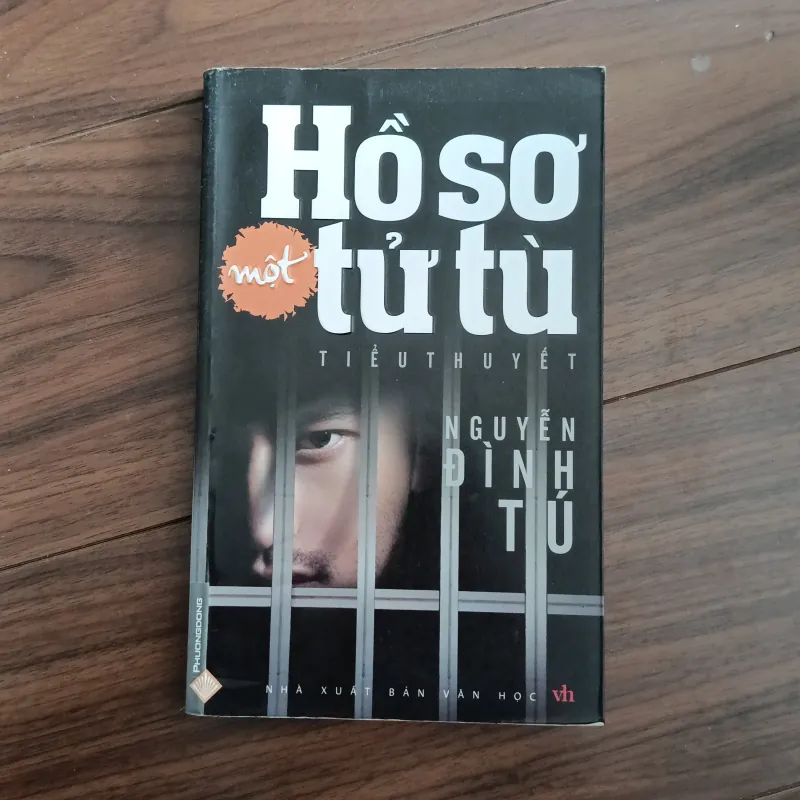 Hồ sơ
một tử tù
TIỂU THUYẾT
NGUYỄN
ĐÌNH
TÚ
PHUONGDONG
NHÀ XUẤT BẢN VĂN HỌC vh